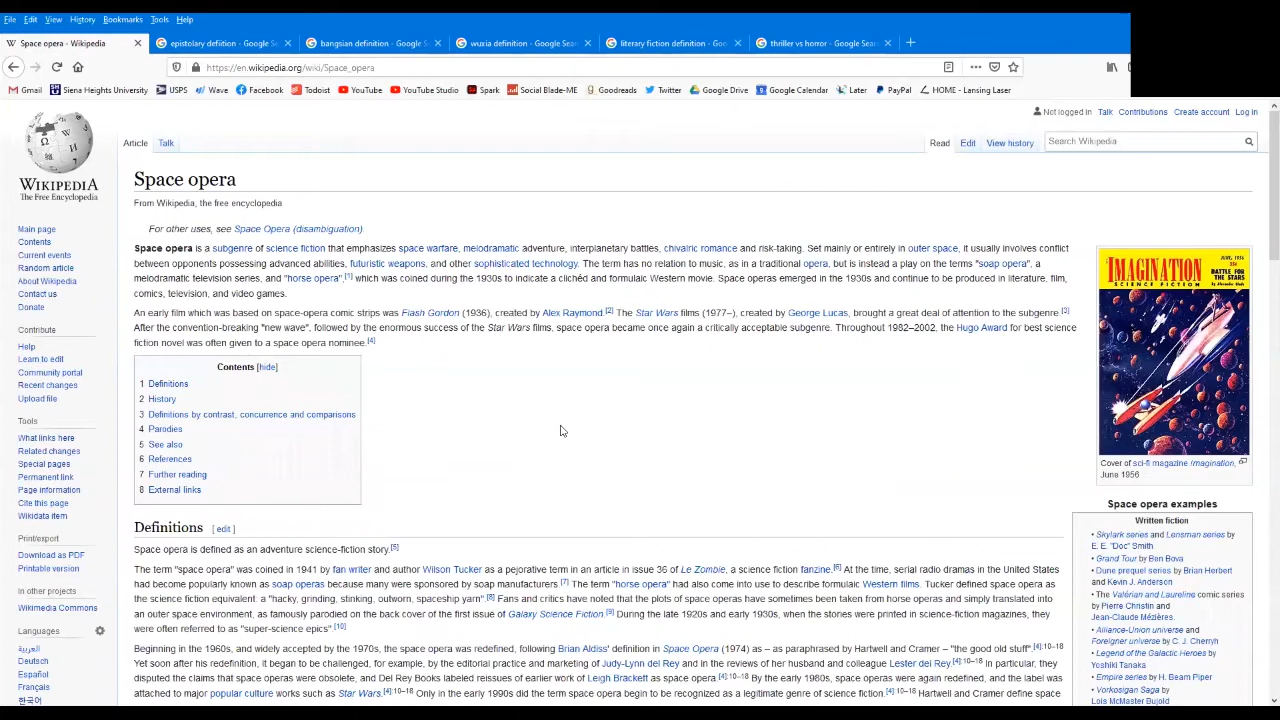 File Edit View History Bookmarks Tools Help
Space opera - Wikipedia
epistolary defiition - Google Se
bangsian definition - Google S
wuxia definition - Google Sear
literary fiction definition - Goo
thriller vs horror - Google Sear
https://en.wikipedia.org/wiki/Space_opera
Gmail Siena Heights University USPS Wave Facebook Todoist YouTube YouTube Studio Spark Social Blade-ME Goodreads Twitter Google Drive Google Calendar Later PayPal HOME - Lansing Laser
Not logged in Talk Contributions Create account Log in
Article Talk Read Edit View history Search Wikipedia
WIKIPEDIA
The Free Encyclopedia
Main page
Contents
Current events
Random article
About Wikipedia
Contact us
Donate
Contribute
Help
Learn to edit
Community portal
Recent changes
Upload file
Tools
What links here
Related changes
Special pages
Permanent link
Page information
Cite this page
Wikidata item
Print/export
Download as PDF
Printable version
In other projects
Wikimedia Commons
Languages
العربية
Deutsch
Español
Français
한국어
Space opera
From Wikipedia, the free encyclopedia
For other uses, see Space Opera (disambiguation).
Space opera is a subgenre of science fiction that emphasizes space warfare, melodramatic adventure, interplanetary battles, chivalric romance and risk-taking. Set mainly or entirely in outer space, it usually involves conflict
between opponents possessing advanced abilities, futuristic weapons, and other sophisticated technology. The term has no relation to music, as in a traditional opera, but is instead a play on the terms "soap opera", a
melodramatic television series, and "horse opera",[1] which was coined during the 1930s to indicate a clichéd and formulaic Western movie. Space operas emerged in the 1930s and continue to be produced in literature, film,
comics, television, and video games.
An early film which was based on space-opera comic strips was Flash Gordon (1936), created by Alex Raymond.[2] The Star Wars films (1977–), created by George Lucas, brought a great deal of attention to the subgenre.[3]
After the convention-breaking "new wave", followed by the enormous success of the Star Wars films, space opera became once again a critically acceptable subgenre. Throughout 1982–2002, the Hugo Award for best science
fiction novel was often given to a space opera nominee.[4]
Contents [hide]
1 Definitions
2 History
3 Definitions by contrast, concurrence and comparisons
4 Parodies
5 See also
6 References
7 Further reading
8 External links
Definitions [ edit ]
Space opera is defined as an adventure science-fiction story.[5]
The term "space opera" was coined in 1941 by fan writer and author Wilson Tucker as a pejorative term in an article in issue 36 of Le Zombie, a science fiction fanzine.[6] At the time, serial radio dramas in the United States
had become popularly known as soap operas because many were sponsored by soap manufacturers.[7] The term "horse opera" had also come into use to describe formulaic Western films. Tucker defined space opera as
the science fiction equivalent: a "hacky, grinding, stinking, outworn, spaceship yarn".[8] Fans and critics have noted that the plots of space operas have sometimes been taken from horse operas and simply translated into
an outer space environment, as famously parodied on the back cover of the first issue of Galaxy Science Fiction.[9] During the late 1920s and early 1930s, when the stories were printed in science-fiction magazines, they
were often referred to as "super-science epics".[10]
Beginning in the 1960s, and widely accepted by the 1970s, the space opera was redefined, following Brian Aldiss' definition in Space Opera (1974) as – as paraphrased by Hartwell and Cramer – "the good old stuff".[4]:10–18
Yet soon after his redefinition, it began to be challenged, for example, by the editorial practice and marketing of Judy-Lynn del Rey and in the reviews of her husband and colleague Lester del Rey.[4]:10–18 In particular, they
disputed the claims that space operas were obsolete, and Del Rey Books labeled reissues of earlier work of Leigh Brackett as space opera.[4]:10–18 By the early 1980s, space operas were again redefined, and the label was
attached to major popular culture works such as Star Wars.[4]:10–18 Only in the early 1990s did the term space opera begin to be recognized as a legitimate genre of science fiction.[4]:10–18 Hartwell and Cramer define space
IMAGINATION
SCIENCE FICTION
JUNE, 1956
35¢
BATTLE FOR
THE STARS
Cover of sci-fi magazine Imagination,
June 1956
Space opera examples
Written fiction
• Skylark series and Lensman series by
E. E. "Doc" Smith
• Grand Tour by Ben Bova
• Dune prequel series by Brian Herbert
and Kevin J. Anderson
• The Valérian and Laureline comic series
by Pierre Christin and
Jean-Claude Mézières.
• Alliance-Union universe and
Foreigner universe by C. J. Cherryh
• Legend of the Galactic Heroes by
Yoshiki Tanaka
• Empire series by H. Beam Piper
• Vorkosigan Saga by
Lois McMaster Bujold